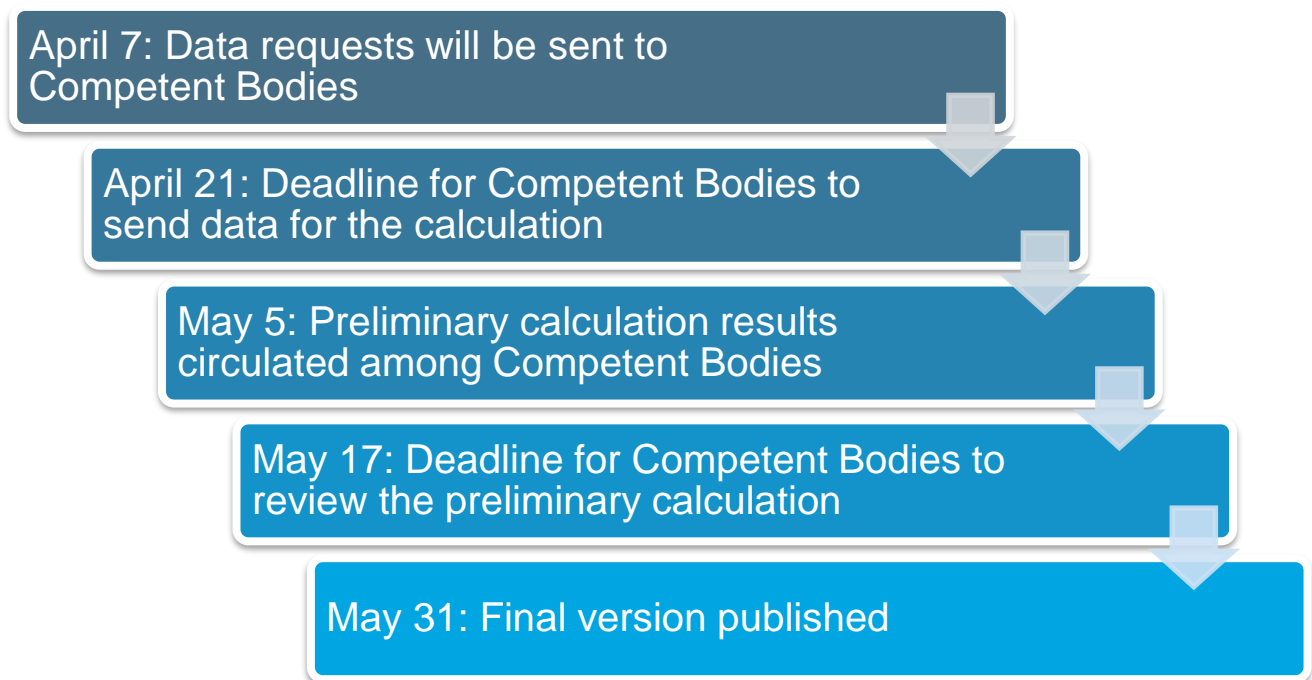 April 7: Data requests will be sent to
Competent Bodies
April 21: Deadline for Competent Bodies to
send data for the calculation
May 5: Preliminary calculation results
circulated among Competent Bodies
May 17: Deadline for Competent Bodies to
review the preliminary calculation
May 31: Final version published